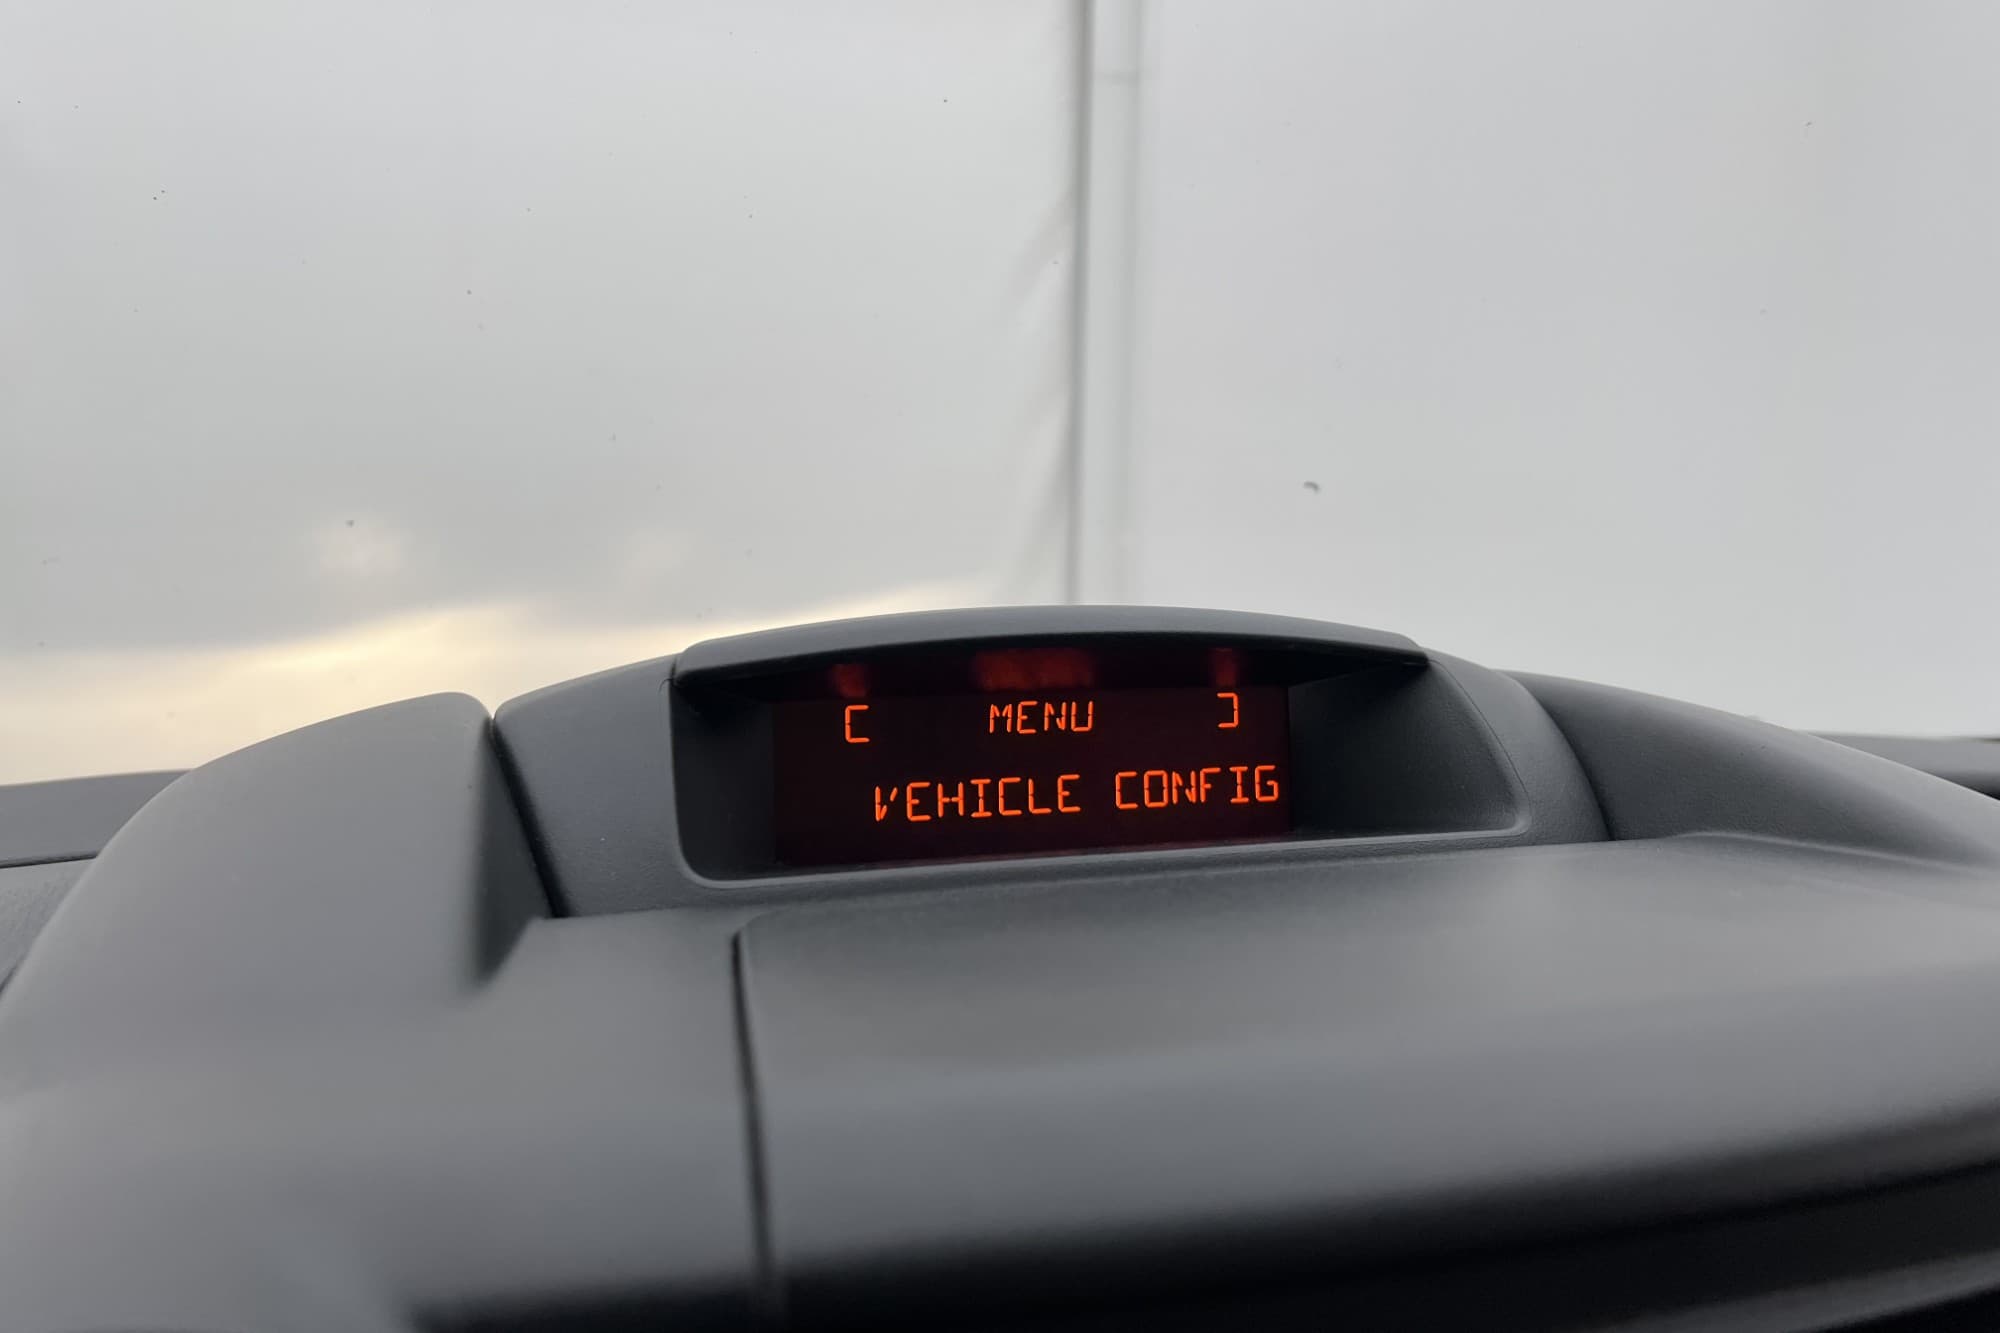 [ MENU ]
VEHICLE CONFIG